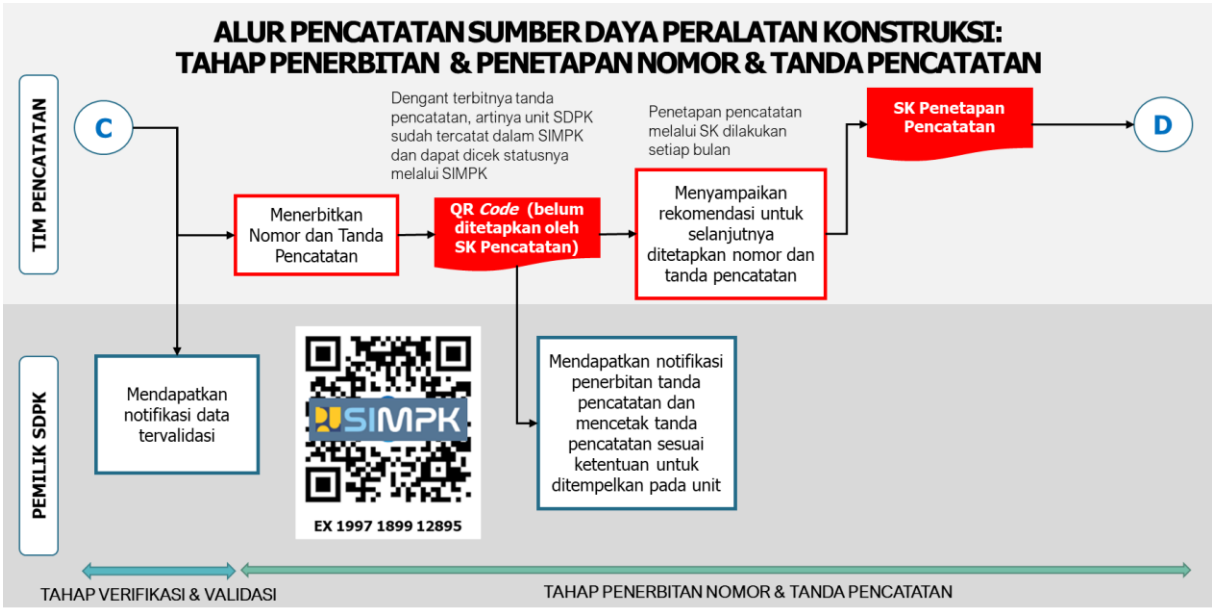 ALUR PENCATATAN SUMBER DAYA PERALATAN KONSTRUKSI:
TAHAP PENERBITAN & PENETAPAN NOMOR & TANDA PENCATATAN
TIM PENCATATAN
C
Dengant terbitnya tanda
pencatatan, artinya unit SDPK
sudah tercatat dalam SIMPK
dan dapat dicek statusnya
melalui SIMPK
Penetapan pencatatan
melalui SK dilakukan
setiap bulan
SK Penetapan
Pencatatan
D
Menerbitkan
Nomor dan Tanda
Pencatatan
QR Code (belum
ditetapkan oleh
SK Pencatatan)
Menyampaikan
rekomendasi untuk
selanjutnya
ditetapkan nomor dan
tanda pencatatan
PEMILIK SDPK
Mendapatkan
notifikasi data
tervalidasi
SIMPK
EX 1997 1899 12895
Mendapatkan notifikasi
penerbitan tanda
pencatatan dan
mencetak tanda
pencatatan sesuai
ketentuan untuk
ditempelkan pada unit
TAHAP VERIFIKASI & VALIDASI
TAHAP PENERBITAN NOMOR & TANDA PENCATATAN